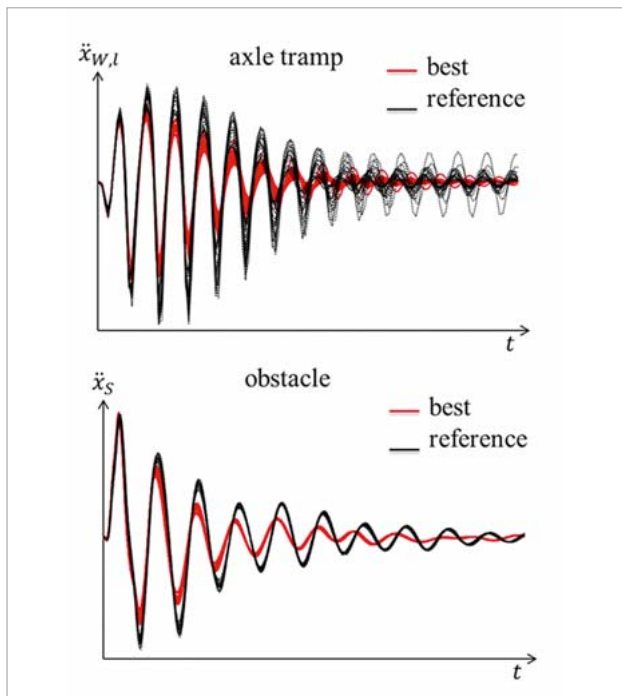 ẍ_{W,l}
axle tramp
best
reference
t
ẍ_S
obstacle
best
reference
t